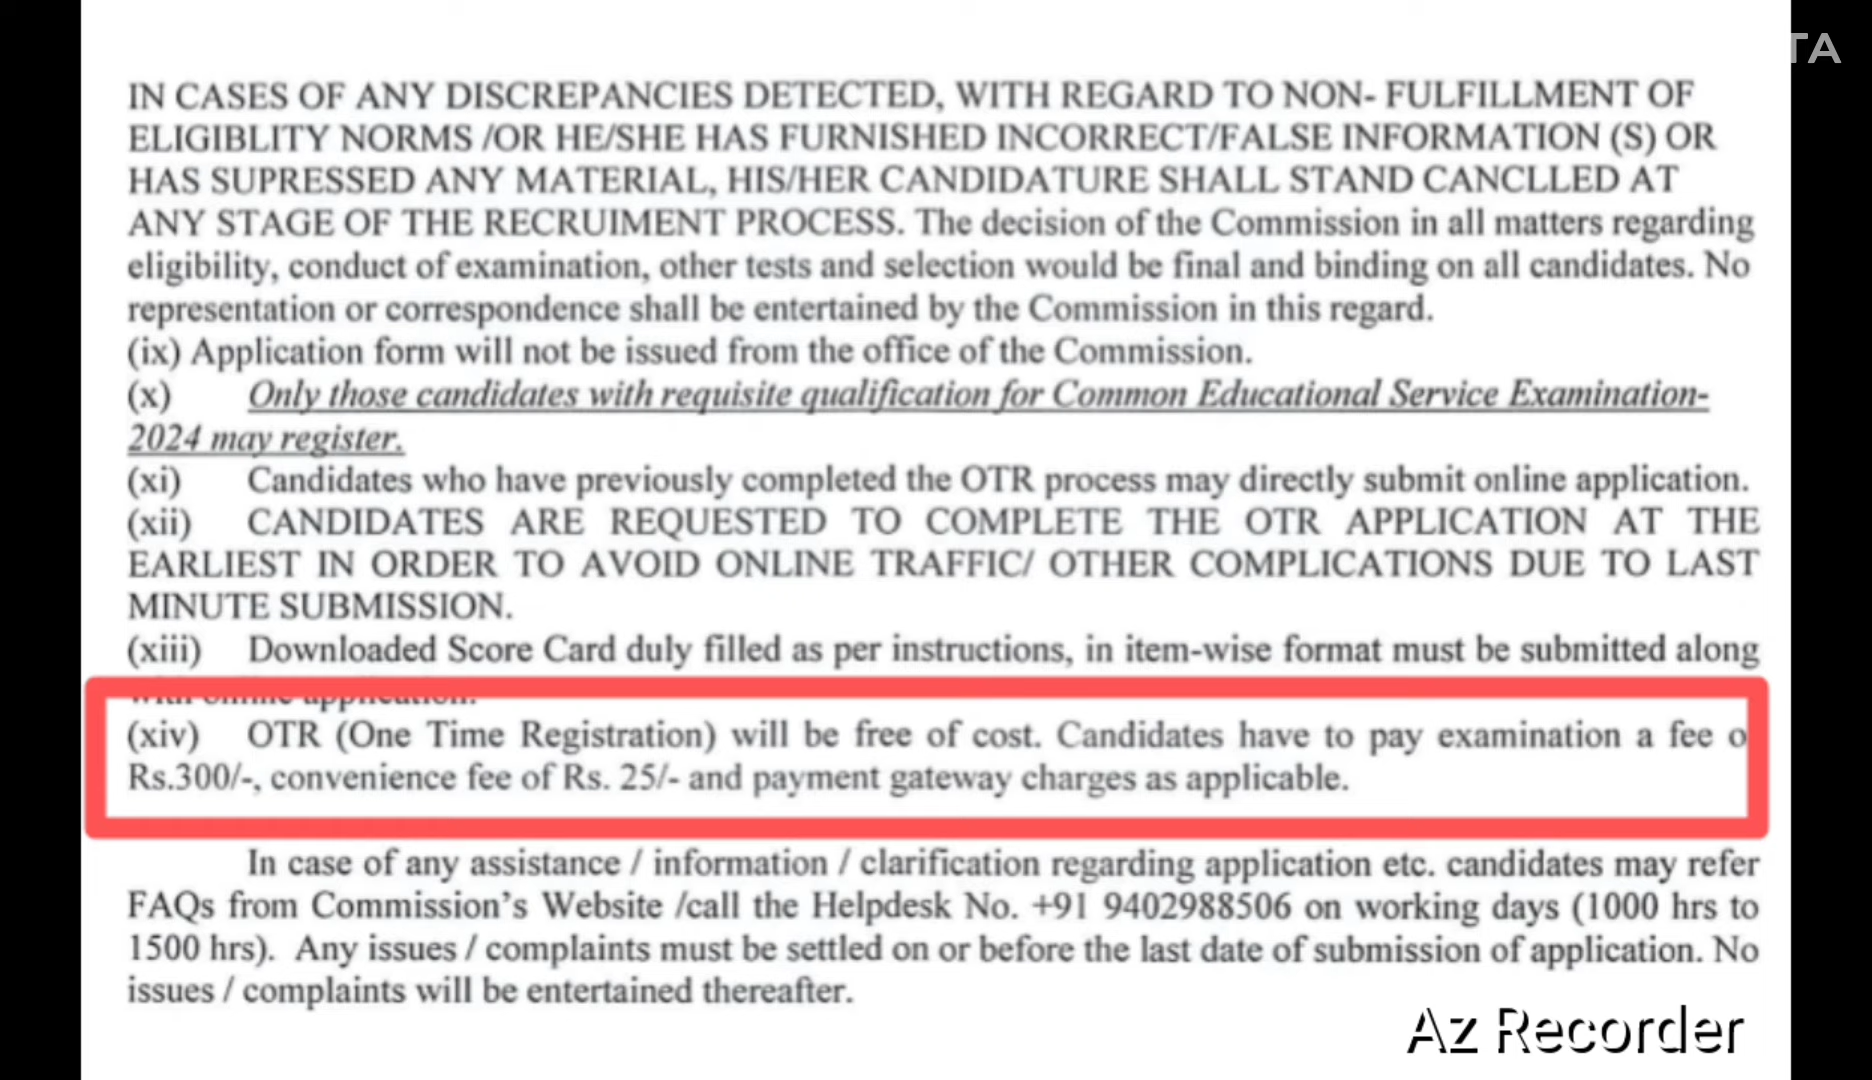 TA
IN CASES OF ANY DISCREPANCIES DETECTED, WITH REGARD TO NON- FULFILLMENT OF
ELIGIBLITY NORMS /OR HE/SHE HAS FURNISHED INCORRECT/FALSE INFORMATION (S) OR
HAS SUPRESSED ANY MATERIAL, HIS/HER CANDIDATURE SHALL STAND CANCLLED AT
ANY STAGE OF THE RECRUIMENT PROCESS. The decision of the Commission in all matters regarding
eligibility, conduct of examination, other tests and selection would be final and binding on all candidates. No
representation or correspondence shall be entertained by the Commission in this regard.
(ix) Application form will not be issued from the office of the Commission.
(x) Only those candidates with requisite qualification for Common Educational Service Examination-
2024 may register.
(xi) Candidates who have previously completed the OTR process may directly submit online application.
(xii) CANDIDATES ARE REQUESTED TO COMPLETE THE OTR APPLICATION AT THE
EARLIEST IN ORDER TO AVOID ONLINE TRAFFIC/ OTHER COMPLICATIONS DUE TO LAST
MINUTE SUBMISSION.
(xiii) Downloaded Score Card duly filled as per instructions, in item-wise format must be submitted along
with online application.
(xiv) OTR (One Time Registration) will be free of cost. Candidates have to pay examination a fee o
Rs.300/-, convenience fee of Rs. 25/- and payment gateway charges as applicable.
In case of any assistance / information / clarification regarding application etc. candidates may refer
FAQs from Commission's Website /call the Helpdesk No. +91 9402988506 on working days (1000 hrs to
1500 hrs). Any issues / complaints must be settled on or before the last date of submission of application. No
issues / complaints will be entertained thereafter.
Az Recorder